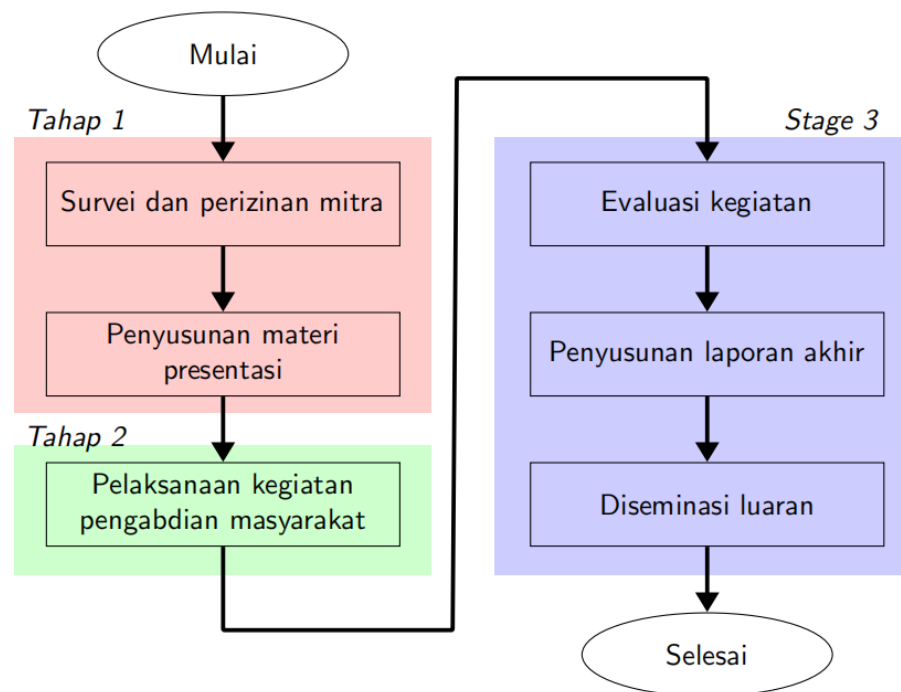 Mulai
Tahap 1
Survei dan perizinan mitra
Penyusunan materi
presentasi
Tahap 2
Pelaksanaan kegiatan
pengabdian masyarakat
Stage 3
Evaluasi kegiatan
Penyusunan laporan akhir
Diseminasi luaran
Selesai